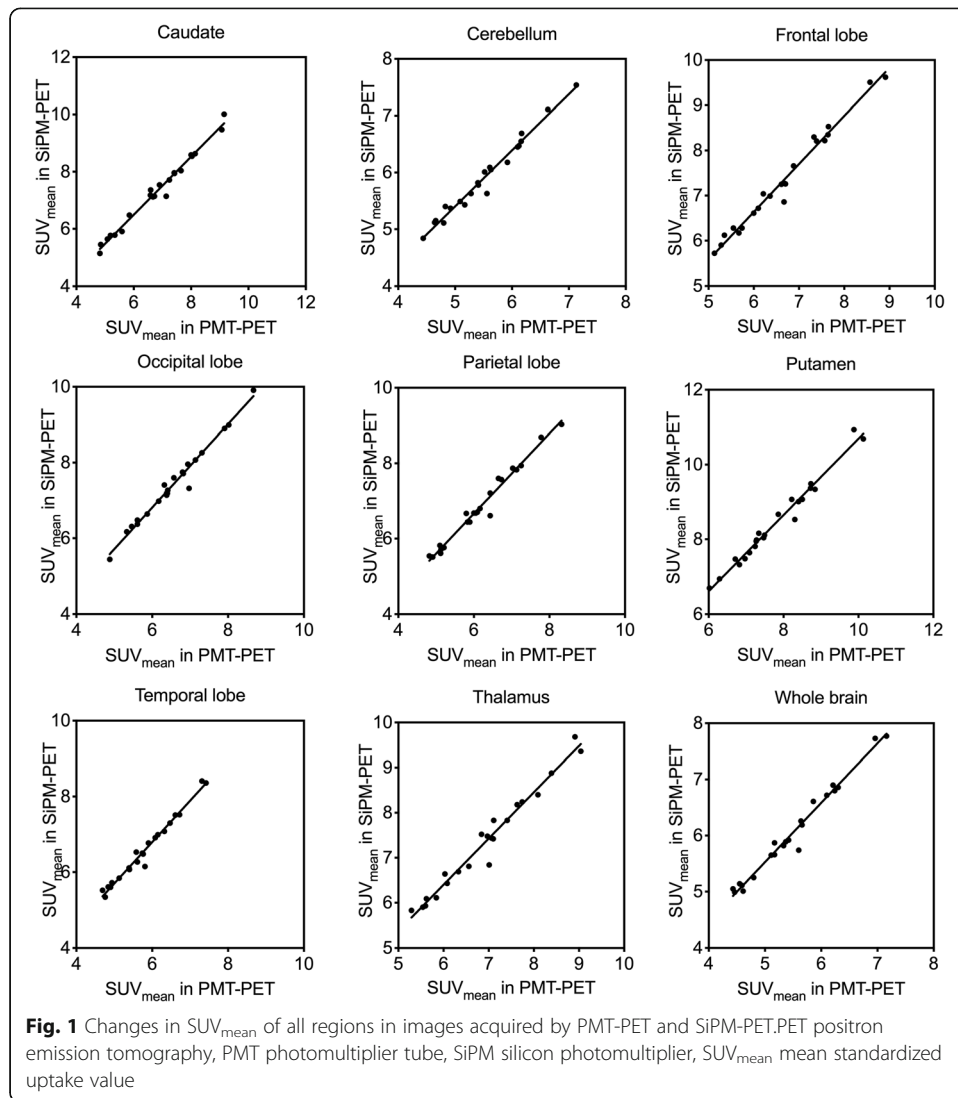 Caudate
12
10
8
6
4
4 6 8 10 12
SUVmean in SiPM-PET
SUVmean in PMT-PET
Cerebellum
8
7
6
5
4
4 5 6 7 8
SUVmean in SiPM-PET
SUVmean in PMT-PET
Frontal lobe
10
9
8
7
6
5
5 6 7 8 9 10
SUVmean in SiPM-PET
SUVmean in PMT-PET
Occipital lobe
10
8
6
4
4 6 8 10
SUVmean in SiPM-PET
SUVmean in PMT-PET
Parietal lobe
10
8
6
4
4 6 8 10
SUVmean in SiPM-PET
SUVmean in PMT-PET
Putamen
12
10
8
6
6 8 10 12
SUVmean in SiPM-PET
SUVmean in PMT-PET
Temporal lobe
10
8
6
4
4 6 8 10
SUVmean in SiPM-PET
SUVmean in PMT-PET
Thalamus
10
9
8
7
6
5
5 6 7 8 9 10
SUVmean in SiPM-PET
SUVmean in PMT-PET
Whole brain
8
7
6
5
4
4 5 6 7 8
SUVmean in SiPM-PET
SUVmean in PMT-PET
Fig. 1 Changes in SUVmean of all regions in images acquired by PMT-PET and SiPM-PET.PET positron
emission tomography, PMT photomultiplier tube, SiPM silicon photomultiplier, SUVmean mean standardized
uptake value